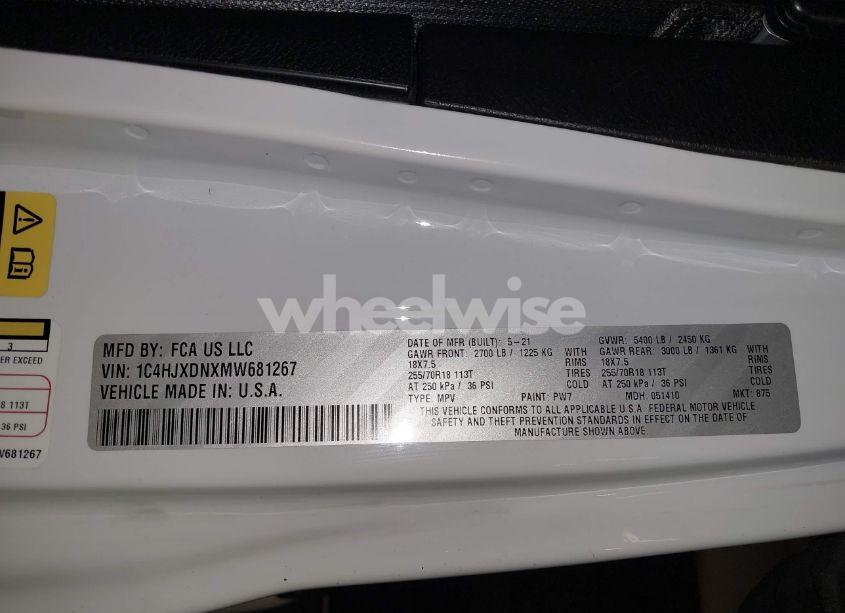 wheelwise
3
ER EXCEED
18 113T
36 PSI
W681267
MFD BY: FCA US LLC
VIN: 1C4HJXDNXMW681267
VEHICLE MADE IN: U.S.A.
DATE OF MFR (BUILT): 5-21 GVWR: 5400 LB / 2450 KG
GAWR FRONT: 2700 LB / 1225 KG WITH GAWR REAR: 3000 LB / 1361 KG WITH
18X7.5 RIMS 18X7.5 RIMS
255/70R18 113T TIRES 255/70R18 113T TIRES
AT 250 kPa / 36 PSI AT 250 kPa / 36 PSI
TYPE: MPV PAINT: PW7 MDH: 051410 MKT: 875
THIS VEHICLE CONFORMS TO ALL APPLICABLE U.S.A. FEDERAL MOTOR VEHICLE
SAFETY AND THEFT PREVENTION STANDARDS IN EFFECT ON THE DATE OF
MANUFACTURE SHOWN ABOVE